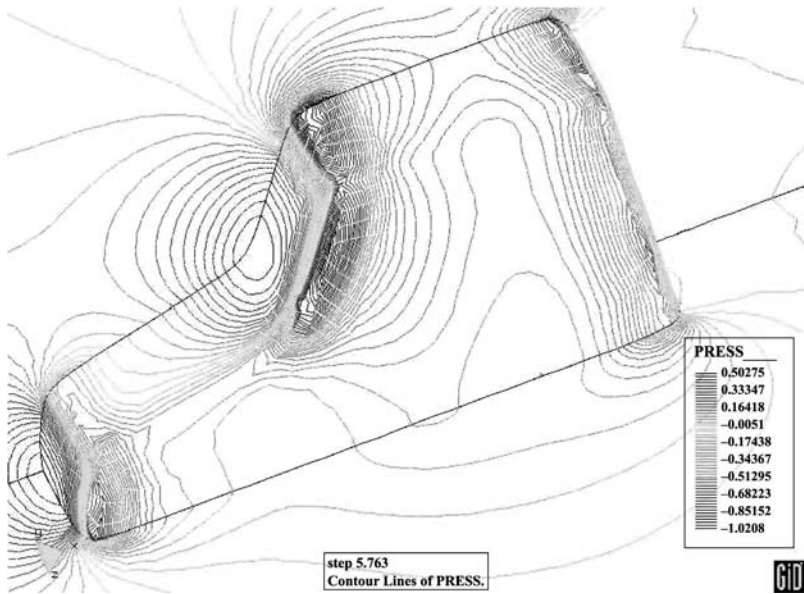 PRESS
0.50275
0.33347
0.16418
–0.0051
–0.17438
–0.34367
–0.51295
–0.68223
–0.85152
–1.0208
step 5.763
Contour Lines of PRESS.
x
z
GiD